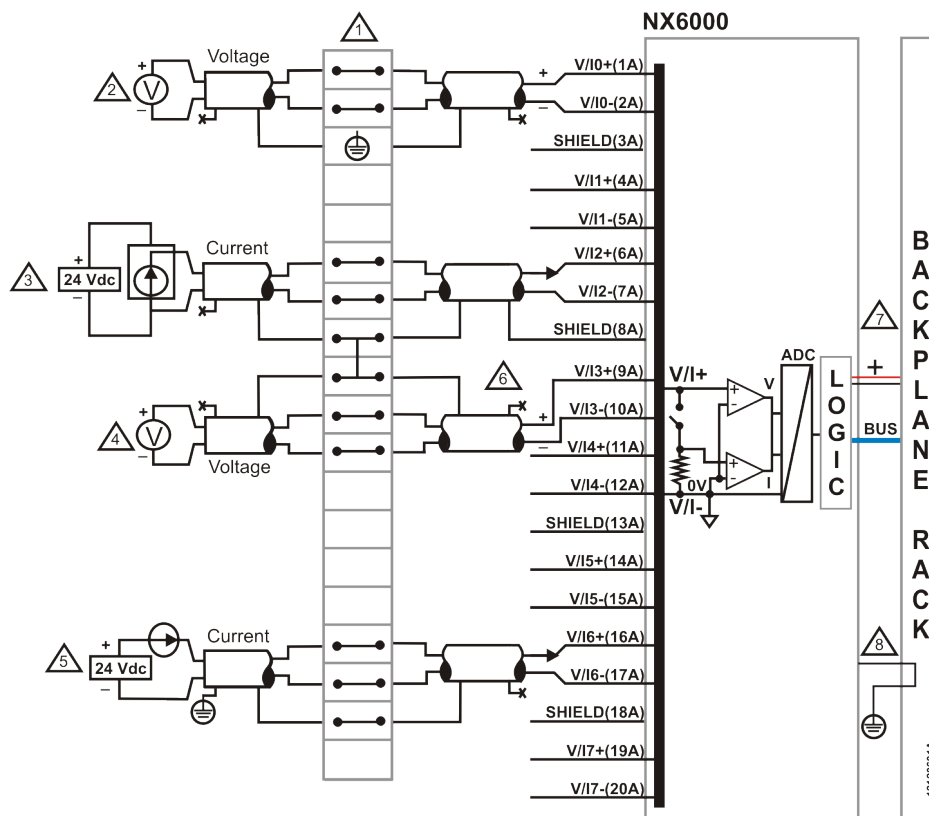 NX6000
1
Voltage
2
+
V
–
+
–
V/I0+(1A)
V/I0-(2A)
SHIELD(3A)
V/I1+(4A)
V/I1-(5A)
Current
3
+
24 Vdc
–
V/I2+(6A)
V/I2-(7A)
SHIELD(8A)
6
4
+
V
–
Voltage
+
–
V/I3+(9A)
V/I3-(10A)
V/I4+(11A)
V/I4-(12A)
SHIELD(13A)
V/I5+(14A)
V/I5-(15A)
Current
5
+
24 Vdc
–
V/I6+(16A)
V/I6-(17A)
SHIELD(18A)
V/I7+(19A)
V/I7-(20A)
V/I+
V/I-
0V
+
-
V
+
-
I
ADC
LOGIC
7
+
BUS
8
BACKPLANE
RACK